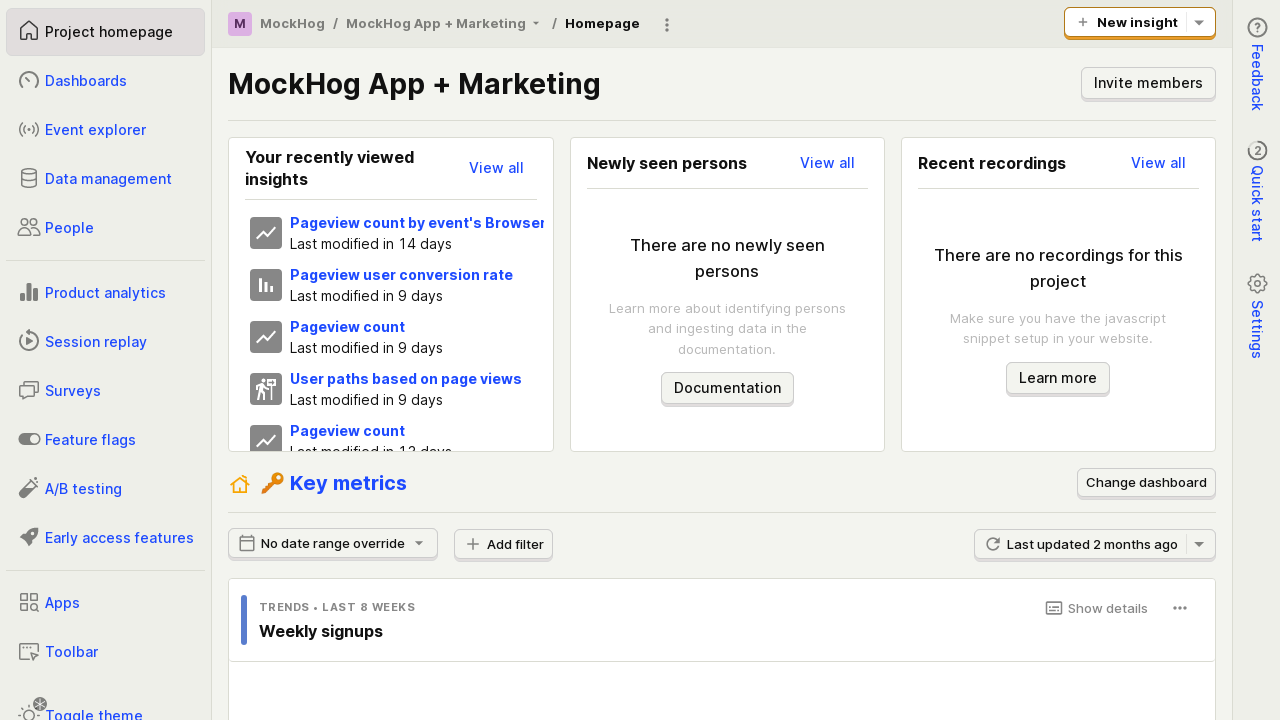 Project homepage
Dashboards
Event explorer
Data management
People
Product analytics
Session replay
Surveys
Feature flags
A/B testing
Early access features
Apps
Toolbar
Toggle theme
M MockHog / MockHog App + Marketing / Homepage
New insight
MockHog App + Marketing
Invite members
Your recently viewed
insights
View all
Pageview count by event's Browser
Last modified in 14 days
Pageview user conversion rate
Last modified in 9 days
Pageview count
Last modified in 9 days
User paths based on page views
Last modified in 9 days
Pageview count
Last modified in 13 days
Newly seen persons
View all
There are no newly seen
persons
Learn more about identifying persons
and ingesting data in the
documentation.
Documentation
Recent recordings
View all
There are no recordings for this
project
Make sure you have the javascript
snippet setup in your website.
Learn more
🔑 Key metrics
Change dashboard
No date range override
Add filter
Last updated 2 months ago
TRENDS • LAST 8 WEEKS
Show details
Weekly signups
Feedback
2
Quick start
Settings